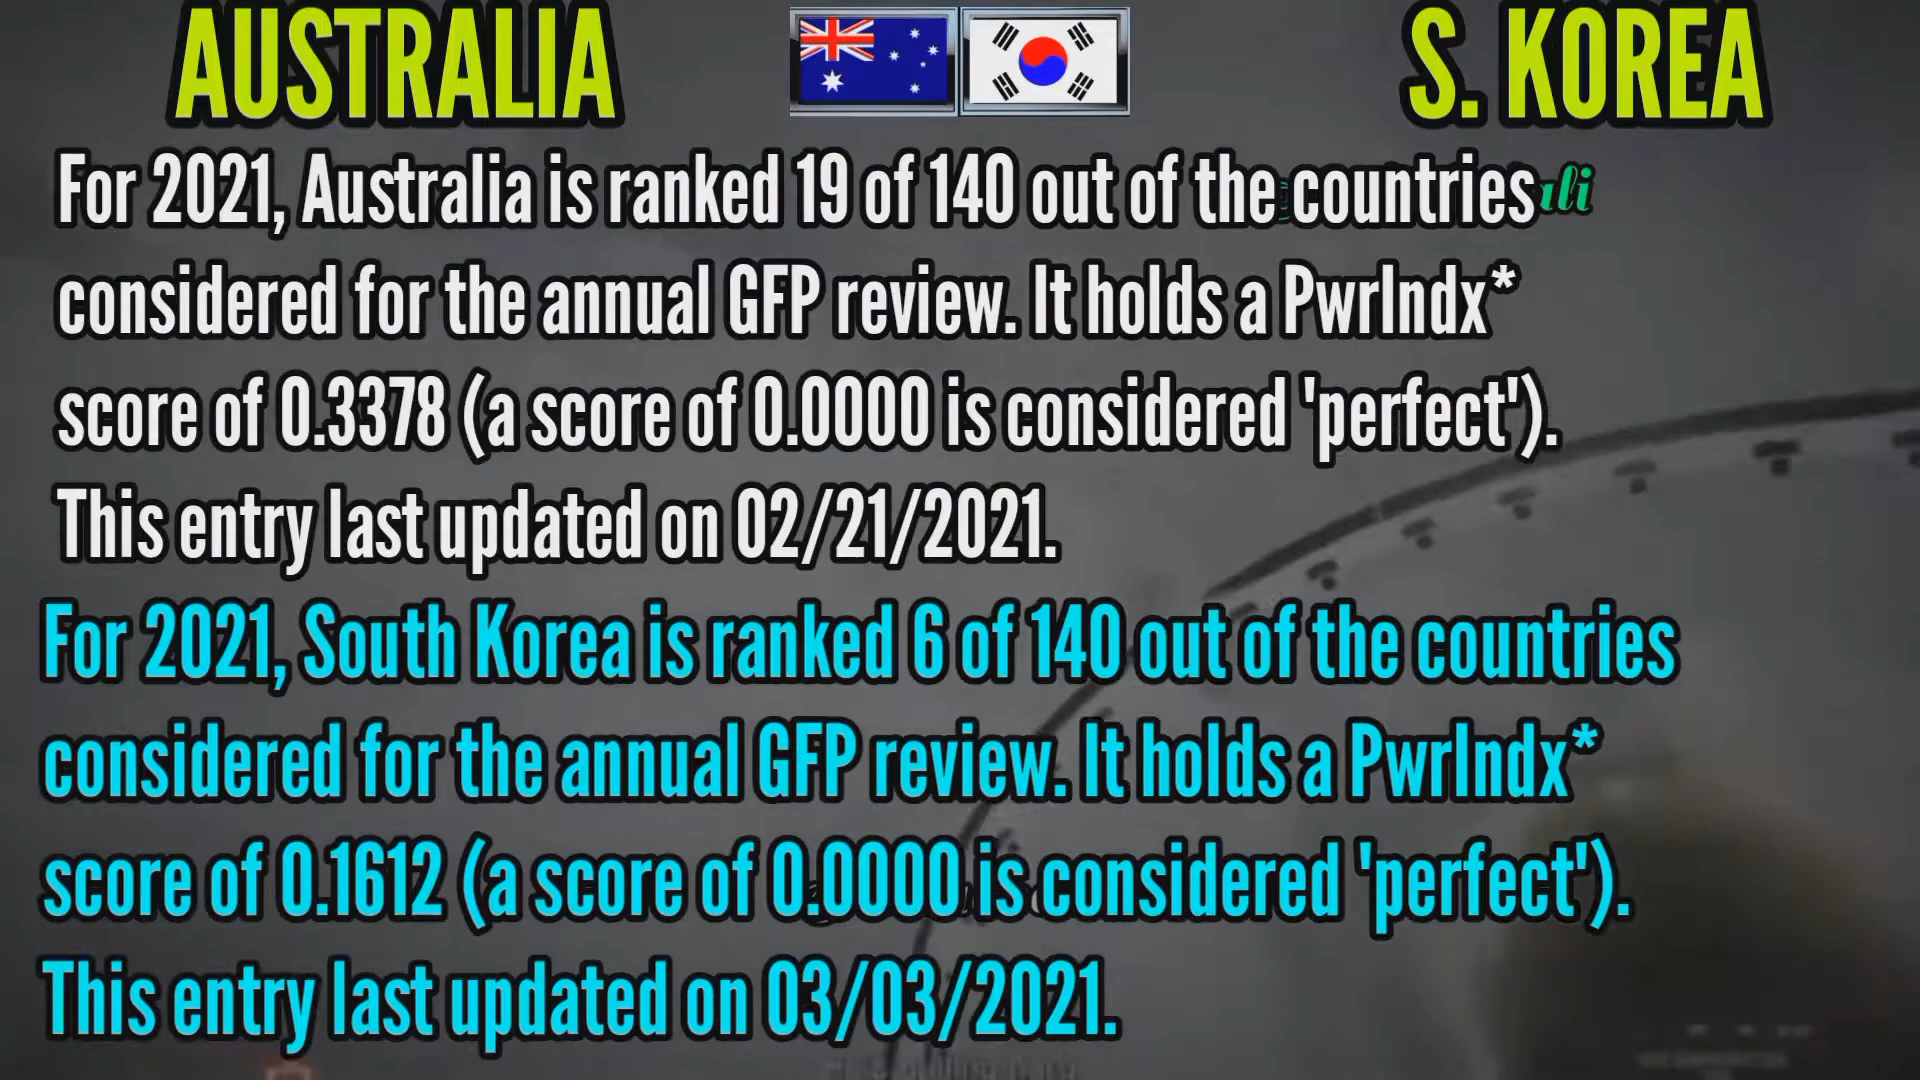 AUSTRALIA S. KOREA
For 2021, Australia is ranked 19 of 140 out of the countries
considered for the annual GFP review. It holds a PwrIndx*
score of 0.3378 (a score of 0.0000 is considered 'perfect').
This entry last updated on 02/21/2021.
For 2021, South Korea is ranked 6 of 140 out of the countries
considered for the annual GFP review. It holds a PwrIndx*
score of 0.1612 (a score of 0.0000 is considered 'perfect').
This entry last updated on 03/03/2021.